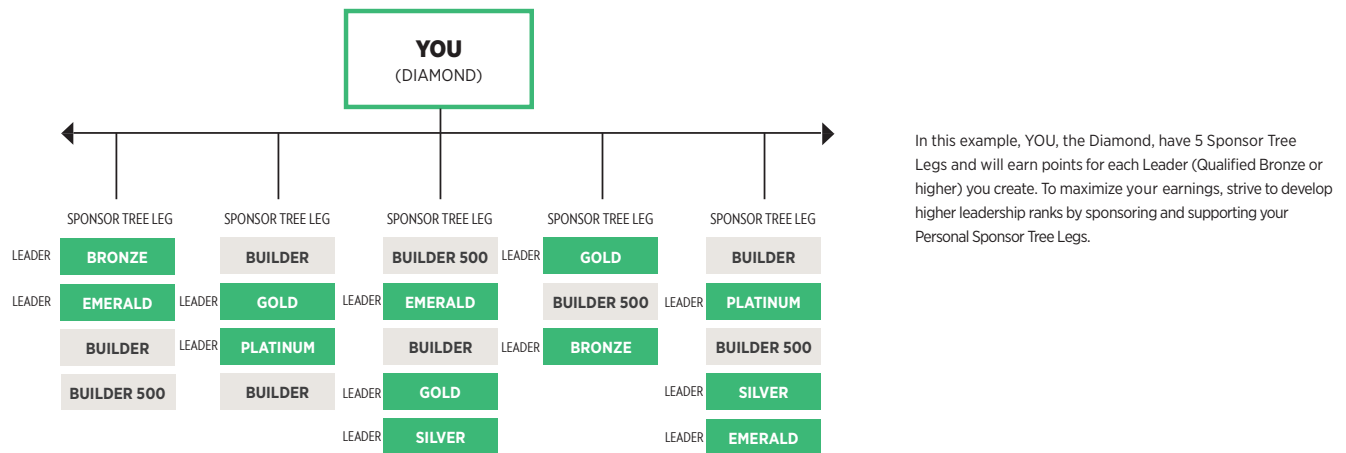 YOU
(DIAMOND)
In this example, YOU, the Diamond, have 5 Sponsor Tree
Legs and will earn points for each Leader (Qualified Bronze or
higher) you create. To maximize your earnings, strive to develop
higher leadership ranks by sponsoring and supporting your
Personal Sponsor Tree Legs.
SPONSOR TREE LEG
LEADER BRONZE
LEADER EMERALD
BUILDER
BUILDER 500
SPONSOR TREE LEG
BUILDER
LEADER GOLD
LEADER PLATINUM
BUILDER
SPONSOR TREE LEG
BUILDER 500
LEADER EMERALD
BUILDER
LEADER GOLD
LEADER SILVER
SPONSOR TREE LEG
LEADER GOLD
BUILDER 500
LEADER BRONZE
SPONSOR TREE LEG
BUILDER
LEADER PLATINUM
BUILDER 500
LEADER SILVER
LEADER EMERALD